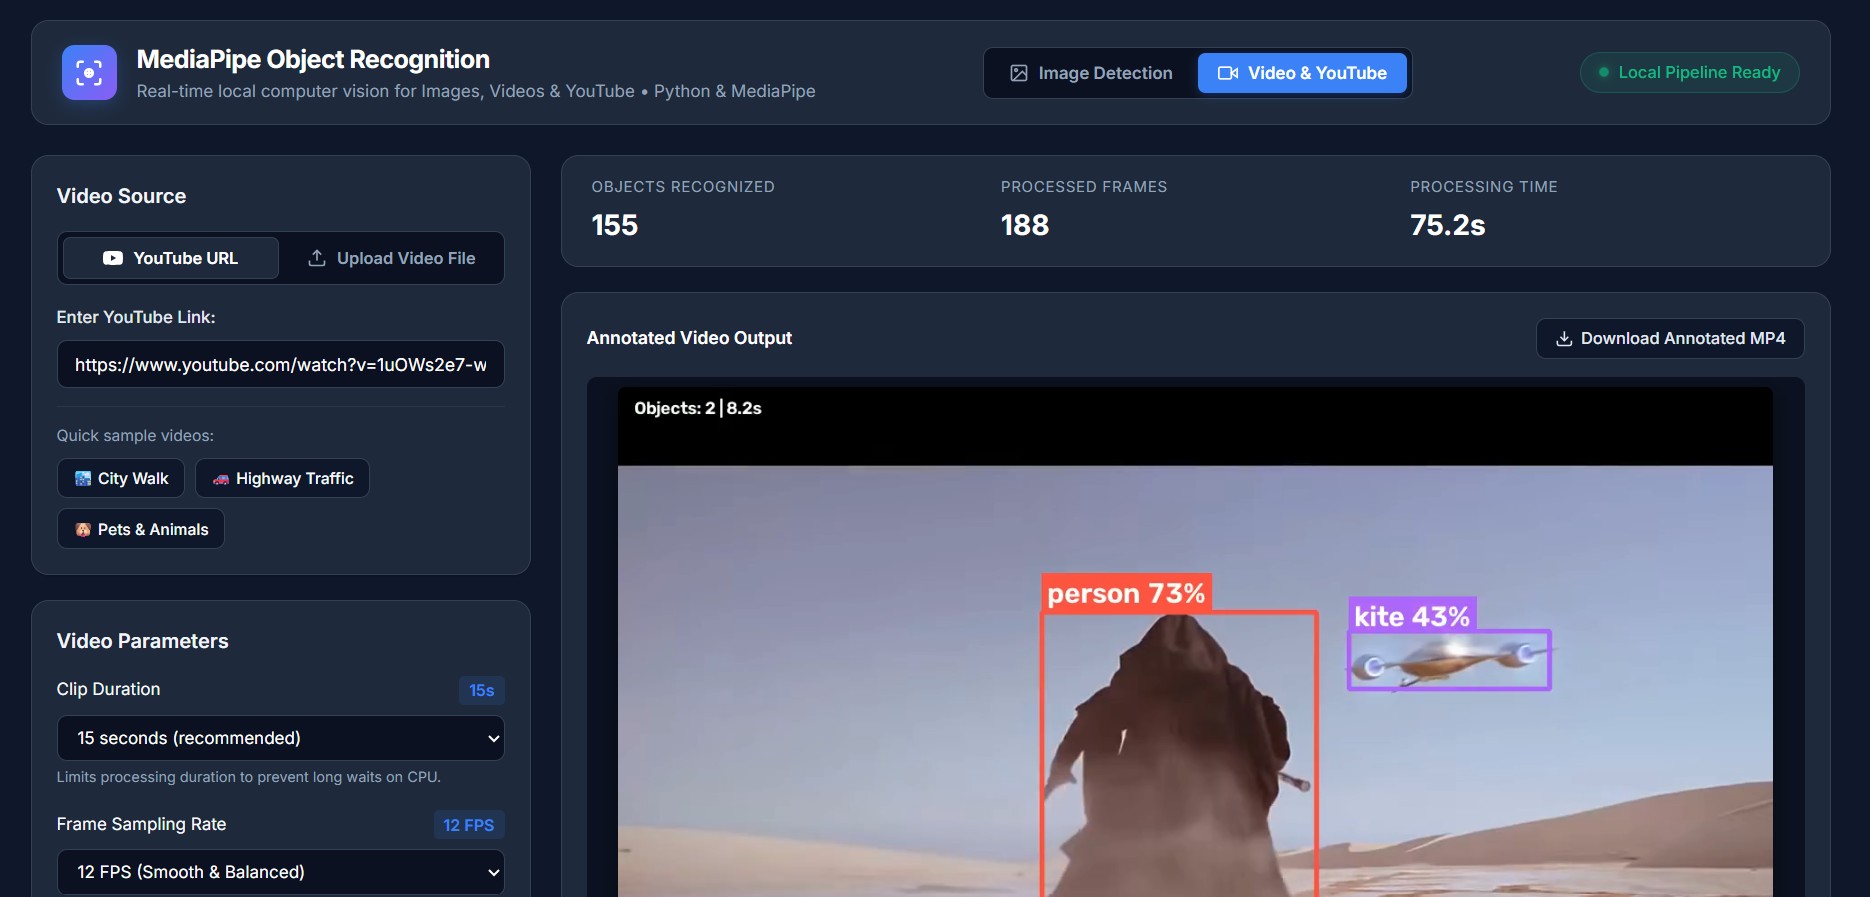 MediaPipe Object Recognition
Real-time local computer vision for Images, Videos & YouTube • Python & MediaPipe
Image Detection
Video & YouTube
Local Pipeline Ready
Video Source
YouTube URL
Upload Video File
Enter YouTube Link:
https://www.youtube.com/watch?v=1uOWs2e7-w
Quick sample videos:
City Walk
Highway Traffic
Pets & Animals
Video Parameters
Clip Duration
15s
15 seconds (recommended)
Limits processing duration to prevent long waits on CPU.
Frame Sampling Rate
12 FPS
12 FPS (Smooth & Balanced)
OBJECTS RECOGNIZED
155
PROCESSED FRAMES
188
PROCESSING TIME
75.2s
Annotated Video Output
Download Annotated MP4
Objects: 2 | 8.2s
person 73%
kite 43%